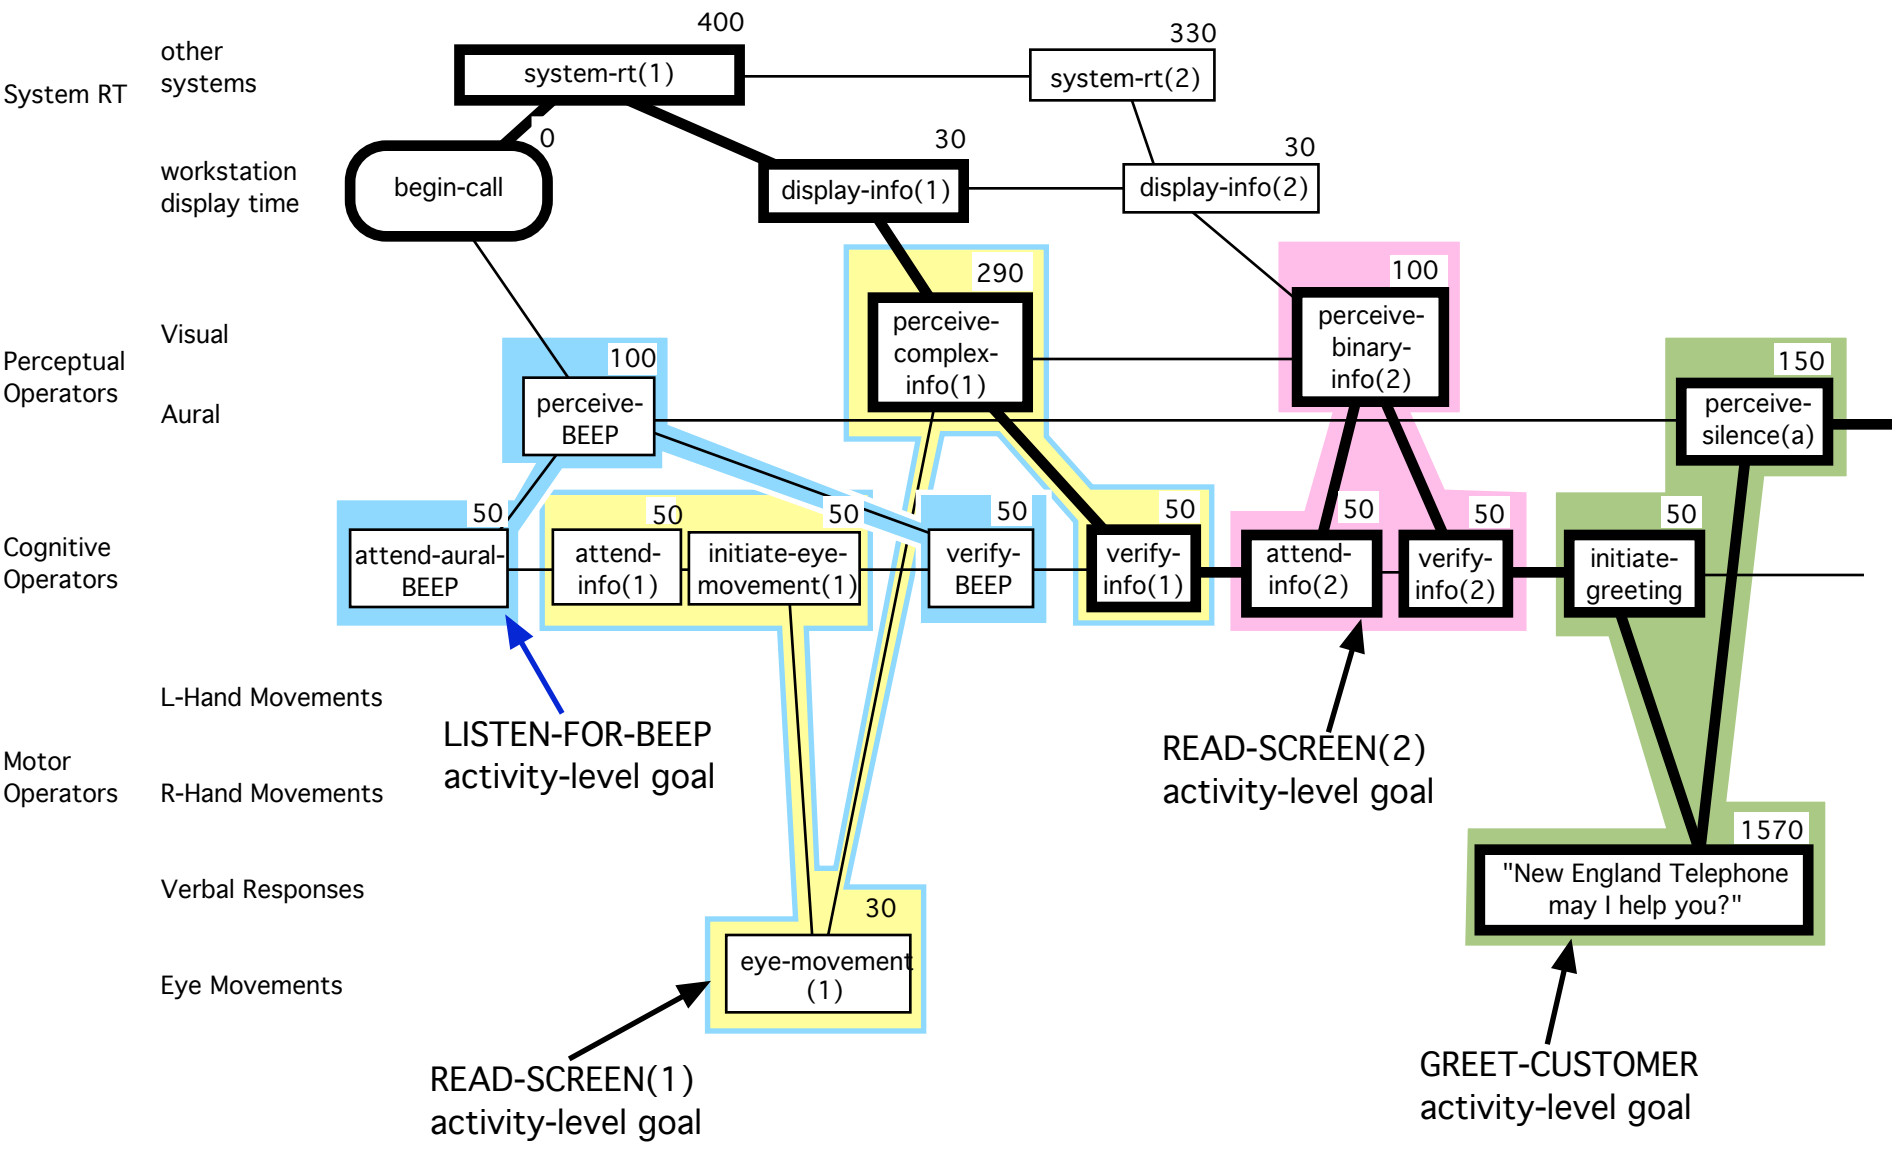 400
other
systems
System RT
system-rt(1)
330
system-rt(2)
0
30
30
workstation
display time
begin-call
display-info(1)
display-info(2)
290
100
Visual
perceive-
complex-
info(1)
perceive-
binary-
info(2)
Perceptual
Operators
Aural
100
perceive-
BEEP
150
perceive-
silence(a)
50
50
50
50
50
50
50
50
Cognitive
Operators
attend-aural-
BEEP
attend-
info(1)
initiate-eye-
movement(1)
verify-
BEEP
verify-
info(1)
attend-
info(2)
verify-
info(2)
initiate-
greeting
L-Hand Movements
LISTEN-FOR-BEEP
activity-level goal
READ-SCREEN(2)
activity-level goal
Motor
Operators
R-Hand Movements
1570
"New England Telephone
may I help you?"
Verbal Responses
30
eye-movement
(1)
Eye Movements
READ-SCREEN(1)
activity-level goal
GREET-CUSTOMER
activity-level goal